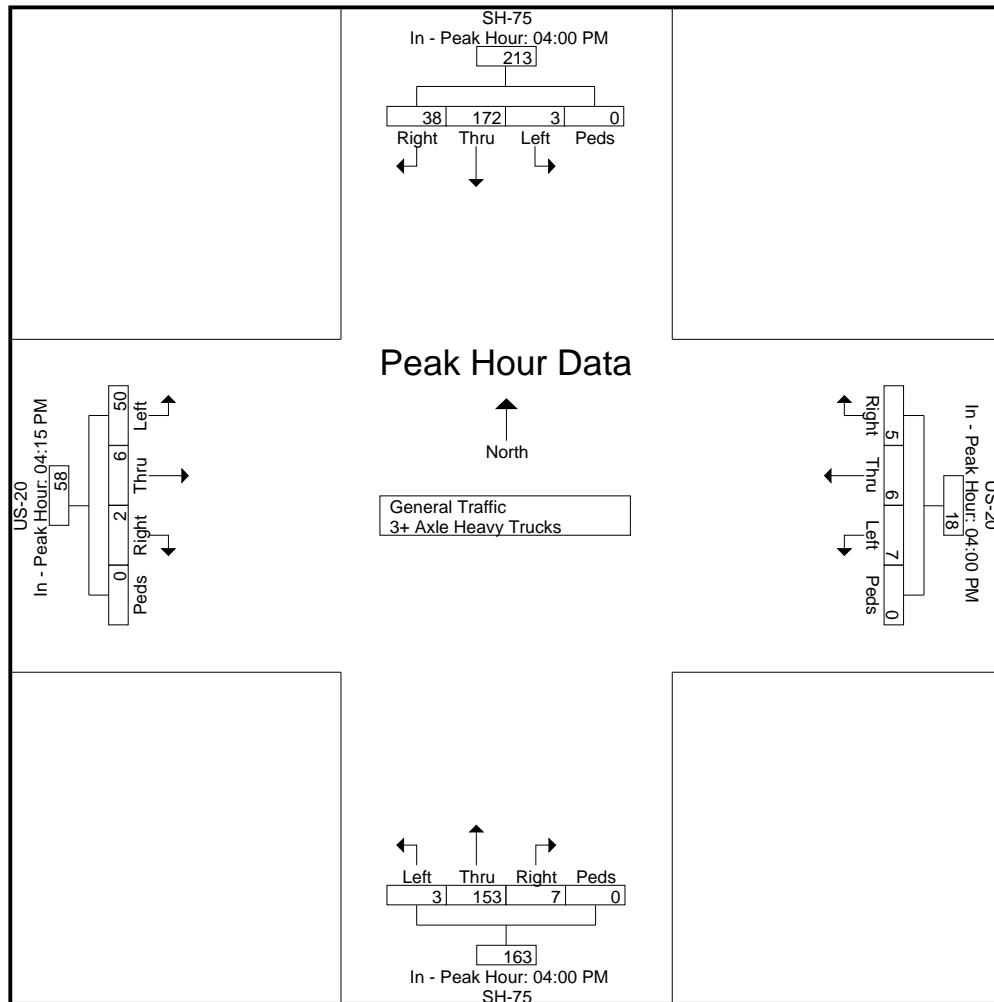 SH-75
In - Peak Hour: 04:00 PM
213
38 172 3 0
Right Thru Left Peds
Peak Hour Data
North
General Traffic
3+ Axle Heavy Trucks
US-20
In - Peak Hour: 04:15 PM
58
50 6 2 0
Left Thru Right Peds
US-20
In - Peak Hour: 04:00 PM
18
5 6 7 0
Right Thru Left Peds
Left Thru Right Peds
3 153 7 0
163
In - Peak Hour: 04:00 PM
SH-75